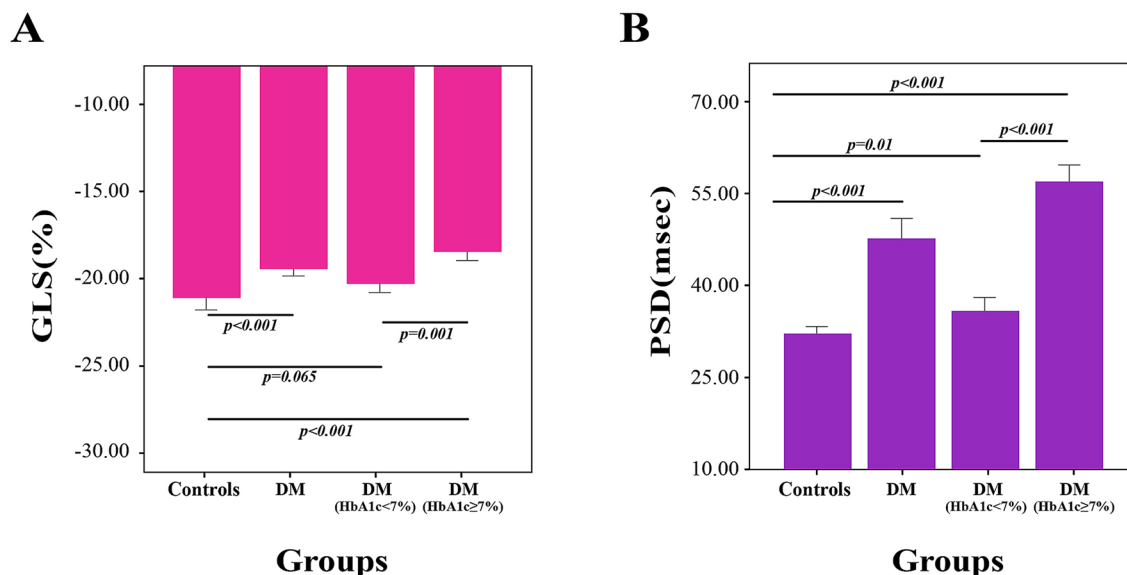 A
GLS(%)
-10.00
-15.00
-20.00
-25.00
-30.00
p<0.001
p=0.001
p=0.065
p<0.001
Controls DM DM DM
(HbA1c<7%) (HbA1c≥7%)
Groups
B
PSD(msec)
70.00
55.00
40.00
25.00
10.00
p<0.001
p<0.001
p=0.01
p<0.001
Controls DM DM DM
(HbA1c<7%) (HbA1c≥7%)
Groups